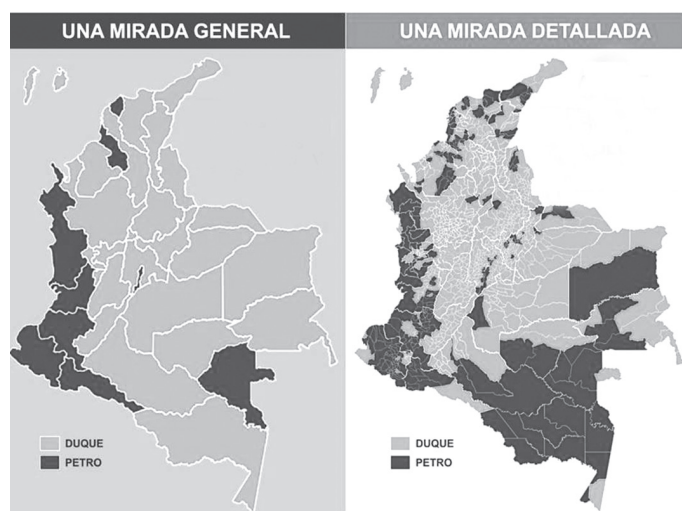 UNA MIRADA GENERAL
UNA MIRADA DETALLADA
DUQUE
PETRO
DUQUE
PETRO